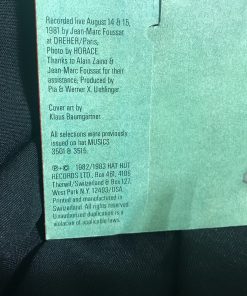 Recorded live August 14 & 15,
1981 by Jean-Marc Foussat
at DREHER/Paris;
Photo by HORACE
Thanks to Alain Zaino &
Jean-Marc Foussat for their
assistance; Produced by
Pia & Werner X. Uehlinger.
Cover art by
Klaus Baumgärtner
All selections were previously
issued on hat MUSICS
3501 & 3515.
℗+© 1982/1983 HAT HUT
RECORDS LTD., Box 461, 4106
Therwil/Switzerland & Box 127,
West Park N.Y. 12493/USA.
Printed and manufactured in
Switzerland. All rights reserved
Unauthorized duplication is a
violation of applicable laws.